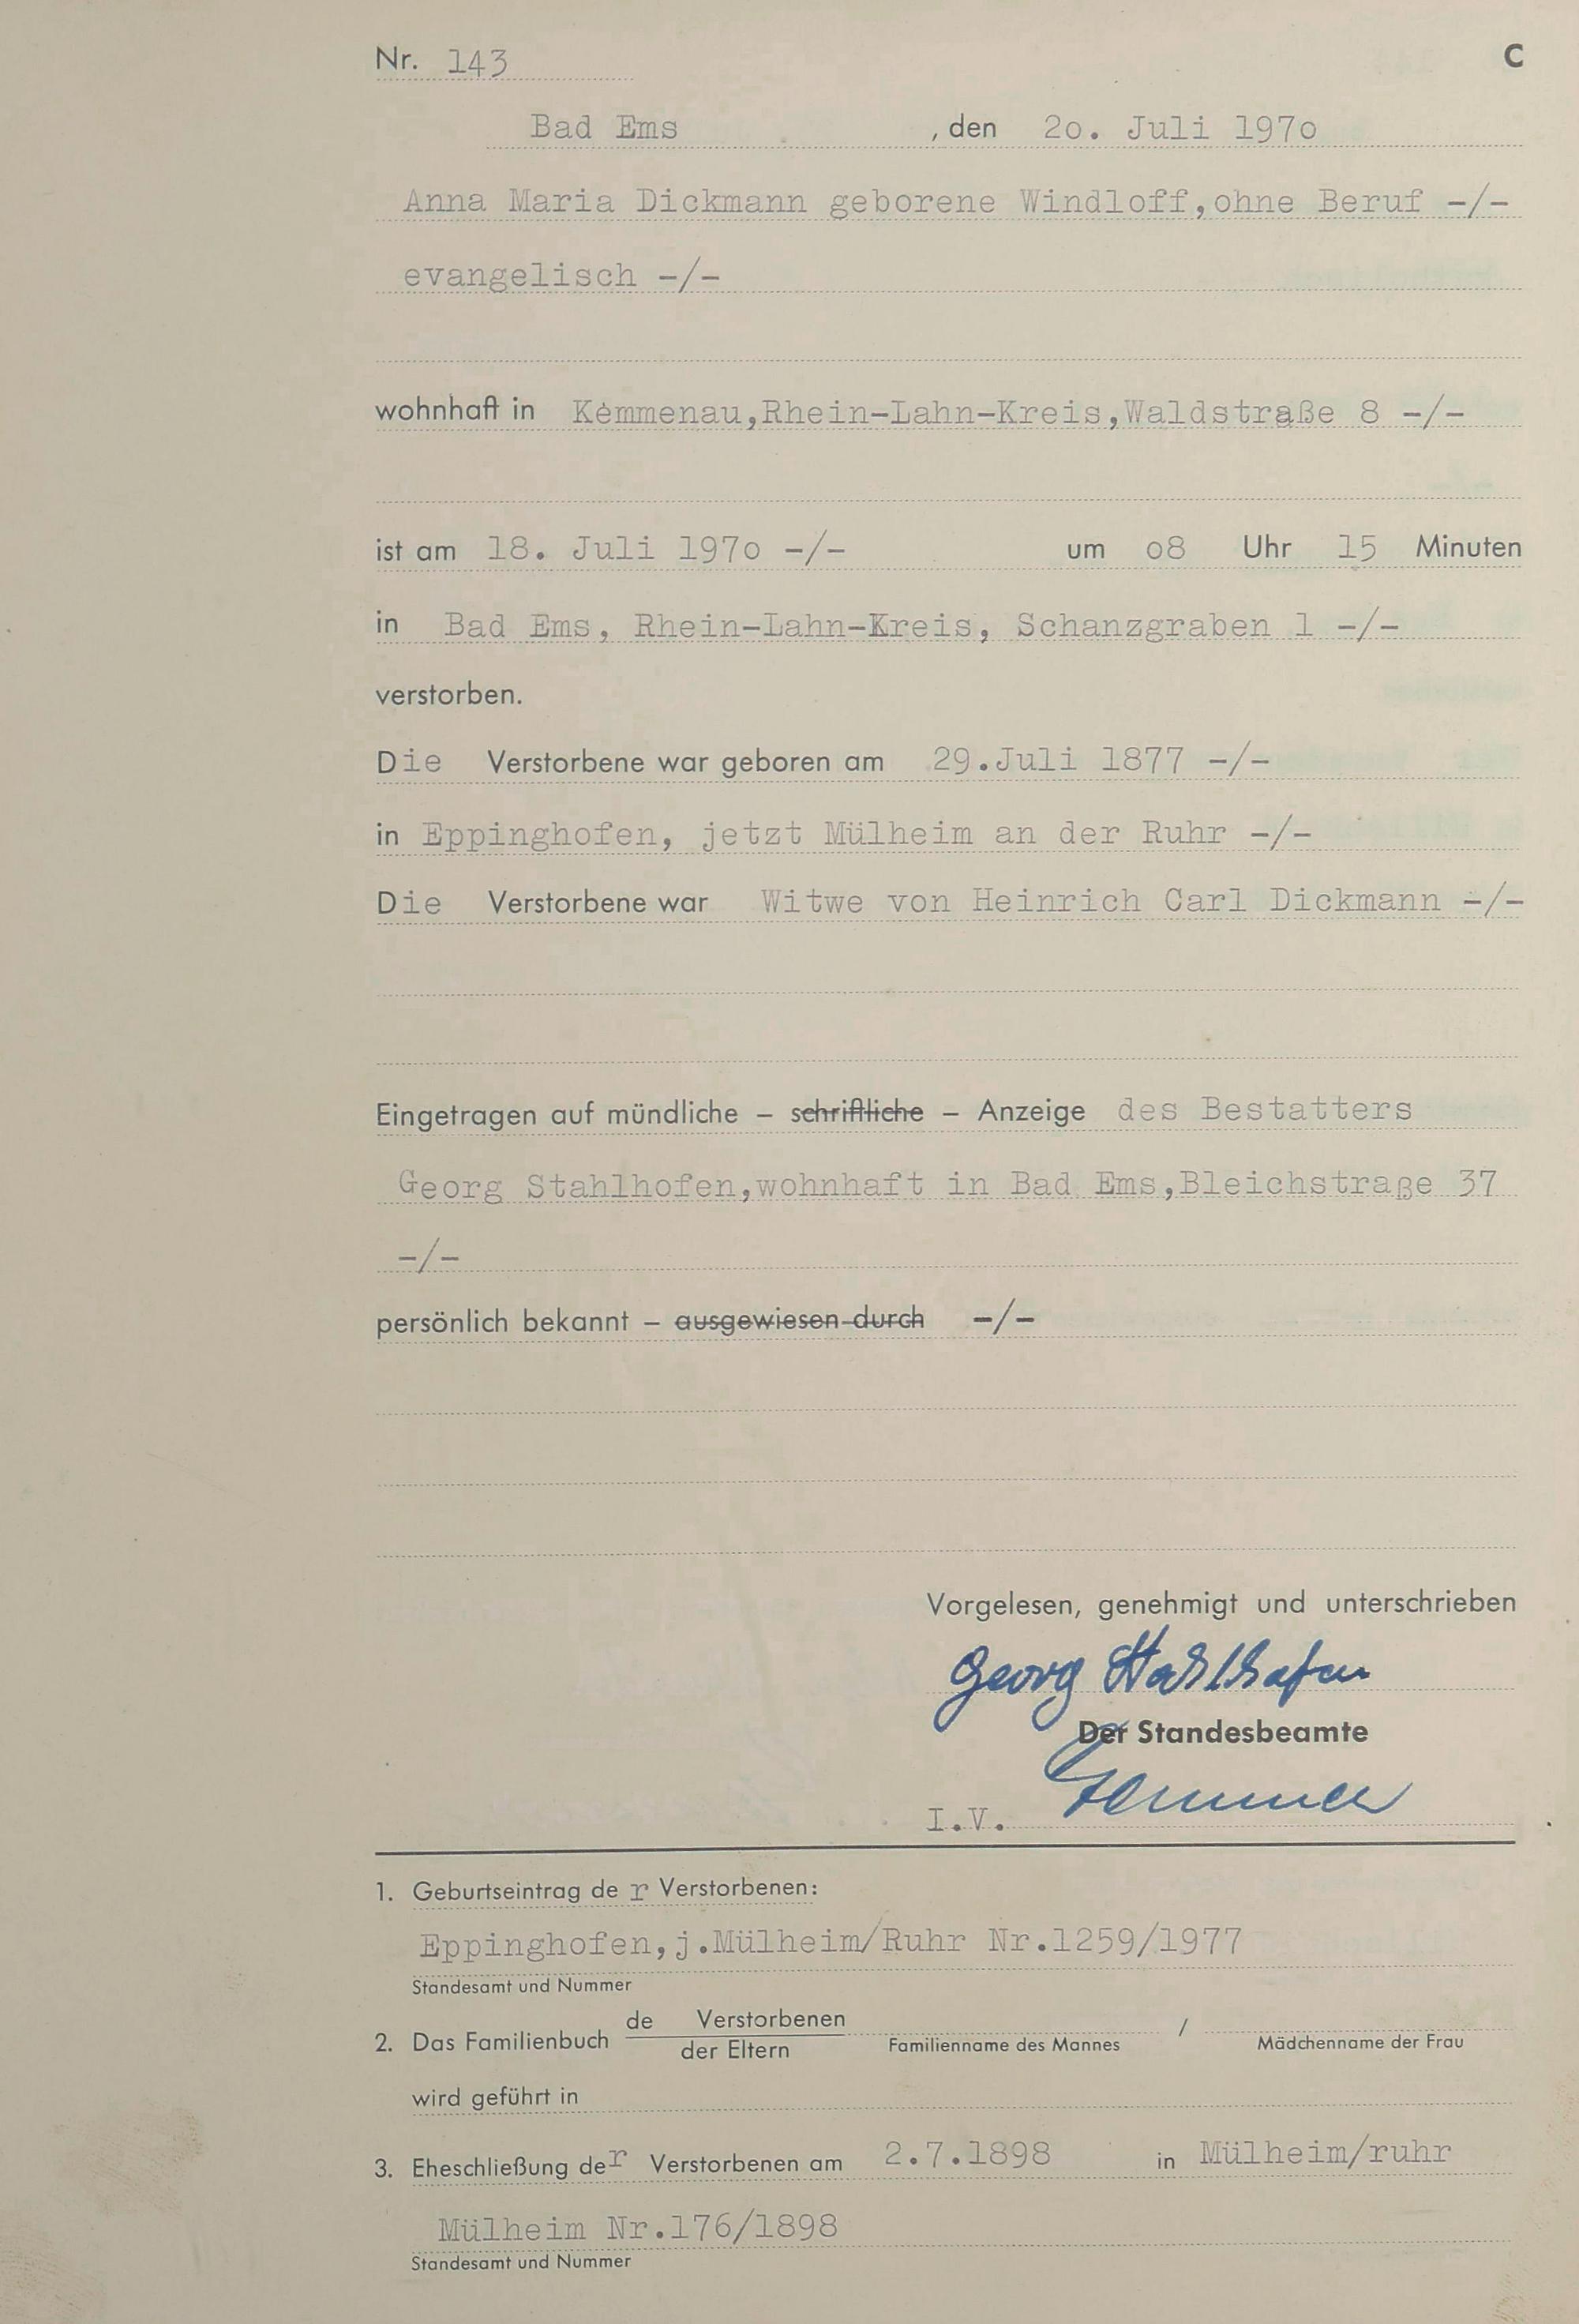 Nr. 143
C
Bad Ems , den 2o. Juli 197o
Anna Maria Dickmann geborene Windloff,ohne Beruf -/-
evangelisch -/-
wohnhaft in Kemmenau,Rhein-Lahn-Kreis,Waldstraße 8 -/-
ist am 18. Juli 197o -/- um o8 Uhr 15 Minuten
in Bad Ems, Rhein-Lahn-Kreis, Schanzgraben 1 -/-
verstorben.
Die Verstorbene war geboren am 29.Juli 1877 -/-
in Eppinghofen, jetzt Mülheim an der Ruhr -/-
Die Verstorbene war Witwe von Heinrich Carl Dickmann -/-
Eingetragen auf mündliche – schriftliche – Anzeige des Bestatters
Georg Stahlhofen,wohnhaft in Bad Ems,Bleichstraße 37
-/-
persönlich bekannt – ausgewiesen durch -/-
Vorgelesen, genehmigt und unterschrieben
Georg Stahlhofen
Der Standesbeamte
I.V.
1. Geburtseintrag de r Verstorbenen:
Eppinghofen,j.Mülheim/Ruhr Nr.1259/1977
Standesamt und Nummer
2. Das Familienbuch de Verstorbenen
der Eltern Familienname des Mannes / Mädchenname der Frau
wird geführt in
3. Eheschließung der Verstorbenen am 2.7.1898 in Mülheim/ruhr
Mülheim Nr.176/1898
Standesamt und Nummer